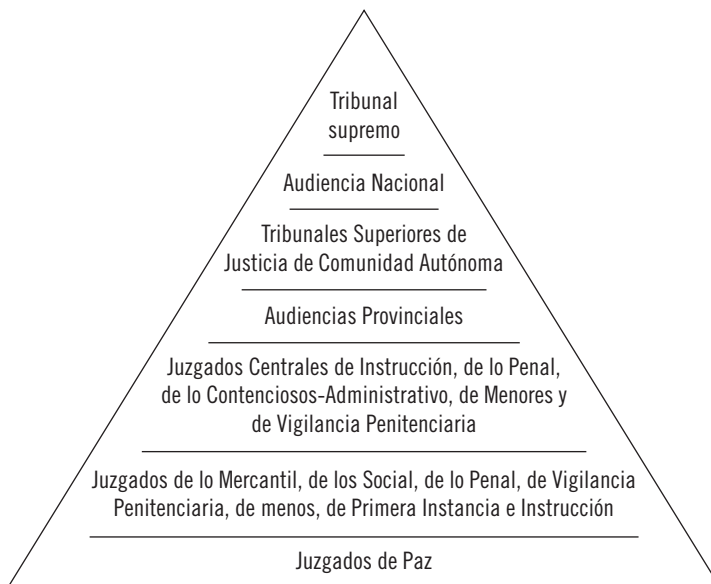 Tribunal
supremo
Audiencia Nacional
Tribunales Superiores de
Justicia de Comunidad Autónoma
Audiencias Provinciales
Juzgados Centrales de Instrucción, de lo Penal,
de lo Contenciosos-Administrativo, de Menores y
de Vigilancia Penitenciaria
Juzgados de lo Mercantil, de los Social, de lo Penal, de Vigilancia
Penitenciaria, de menos, de Primera Instancia e Instrucción
Juzgados de Paz